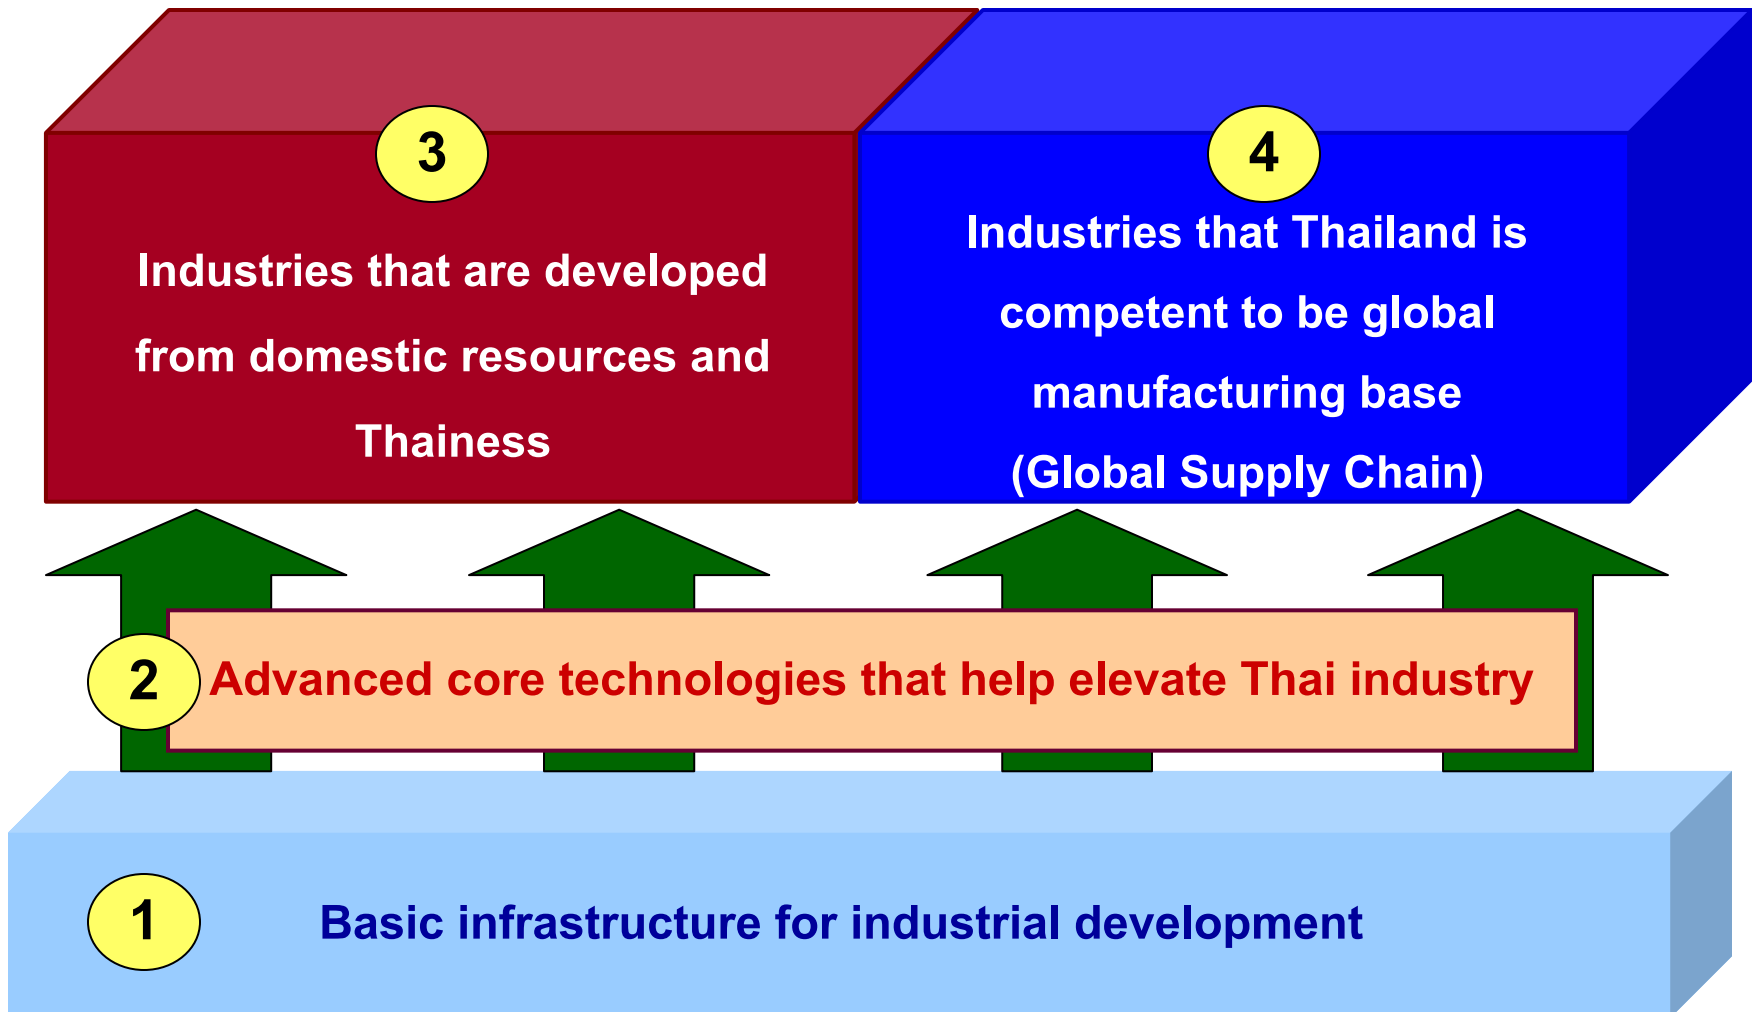 3
Industries that are developed
from domestic resources and
Thainess
4
Industries that Thailand is
competent to be global
manufacturing base
(Global Supply Chain)
2
Advanced core technologies that help elevate Thai industry
1
Basic infrastructure for industrial development